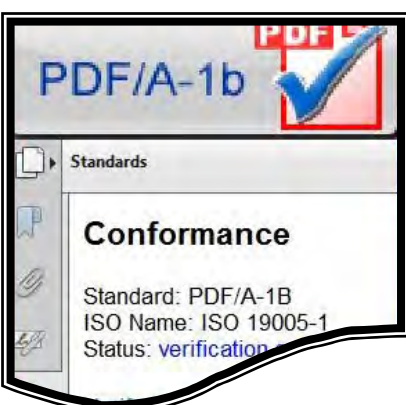 PDF
PDF/A-1b
Standards
Conformance
Standard: PDF/A-1B
ISO Name: ISO 19005-1
Status: verification